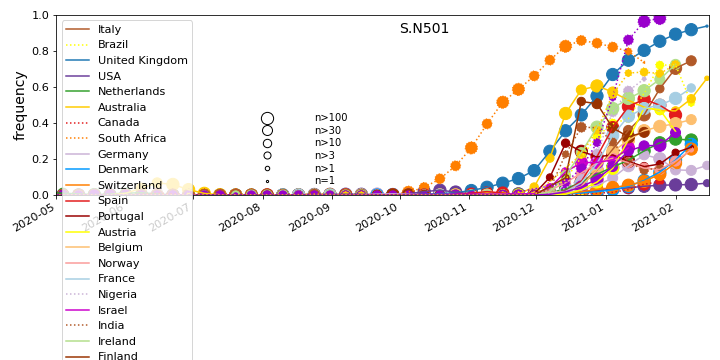 S.N501
frequency
1.0
0.8
0.6
0.4
0.2
0.0
Italy
Brazil
United Kingdom
USA
Netherlands
Australia
Canada
South Africa
Germany
Denmark
Switzerland
Spain
Portugal
Austria
Belgium
Norway
France
Nigeria
Israel
India
Ireland
Finland
n>100
n>30
n>10
n>3
n>1
n=1
2020-05
2020-07
2020-08
2020-09
2020-10
2020-11
2020-12
2021-01
2021-02